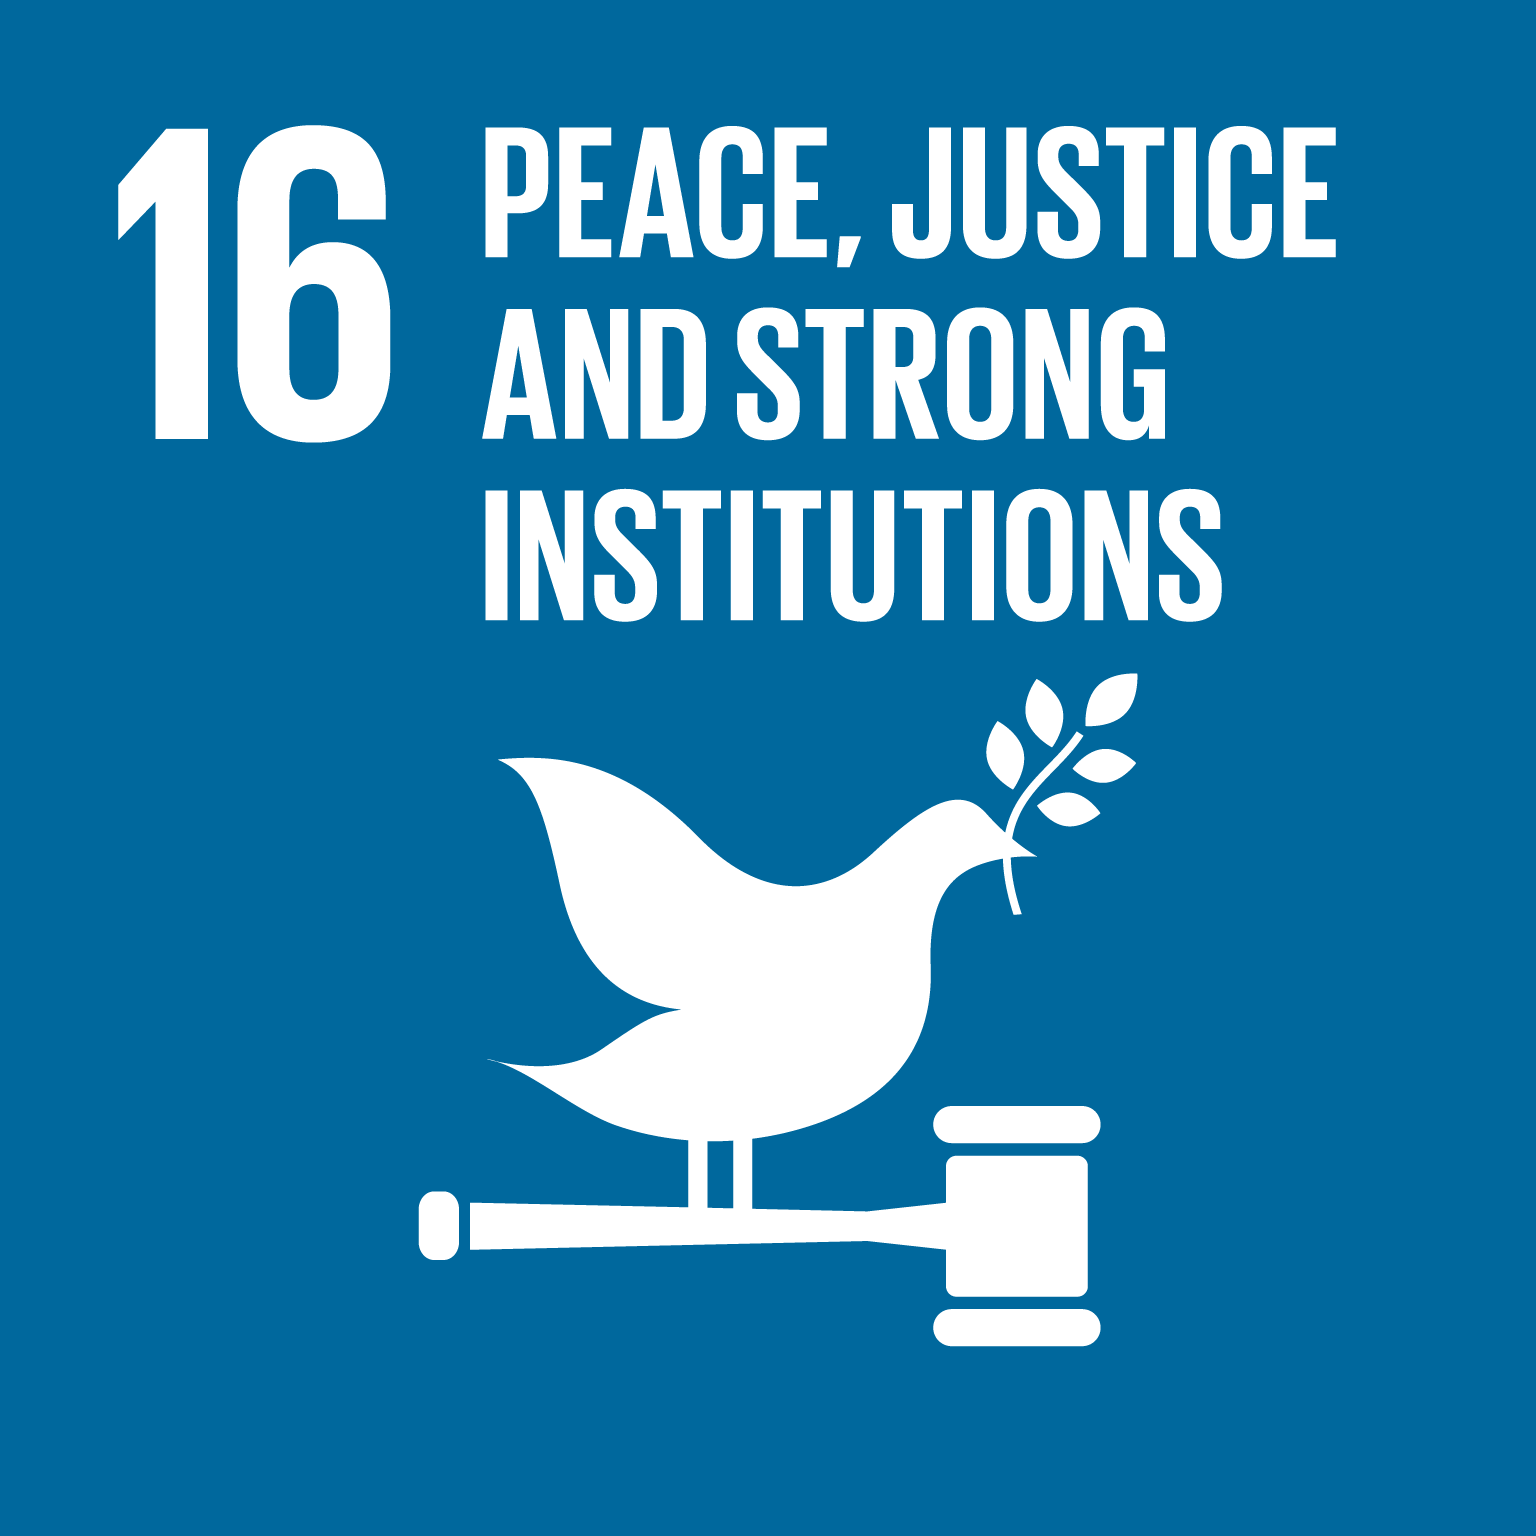 16 PEACE, JUSTICE
AND STRONG
INSTITUTIONS